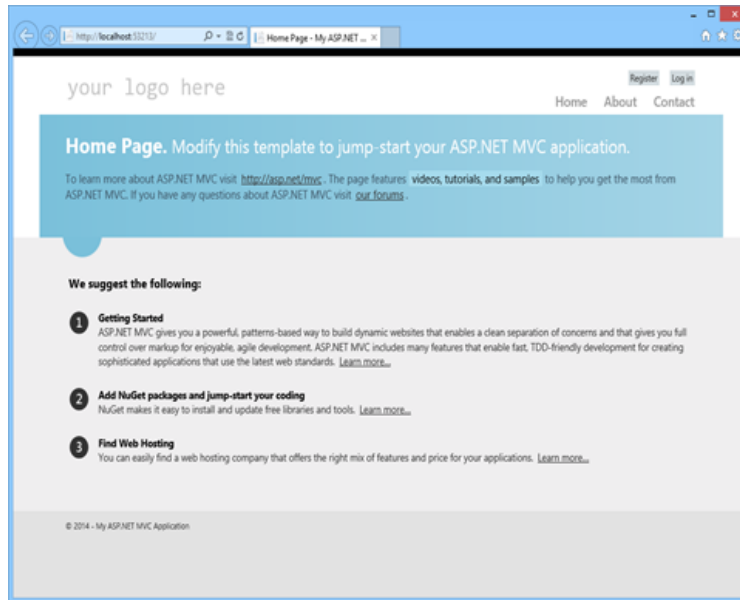 http://localhost:53213/
Home Page - My ASP.NET ...
your logo here
Register Log in
Home About Contact
Home Page. Modify this template to jump-start your ASP.NET MVC application.
To learn more about ASP.NET MVC visit http://asp.net/mvc. The page features videos, tutorials, and samples to help you get the most from
ASP.NET MVC. If you have any questions about ASP.NET MVC visit our forums.
We suggest the following:
1 Getting Started
ASP.NET MVC gives you a powerful, patterns-based way to build dynamic websites that enables a clean separation of concerns and that gives you full
control over markup for enjoyable, agile development. ASP.NET MVC includes many features that enable fast, TDD-friendly development for creating
sophisticated applications that use the latest web standards. Learn more...
2 Add NuGet packages and jump-start your coding
NuGet makes it easy to install and update free libraries and tools. Learn more...
3 Find Web Hosting
You can easily find a web hosting company that offers the right mix of features and price for your applications. Learn more...
© 2014 - My ASP.NET MVC Application